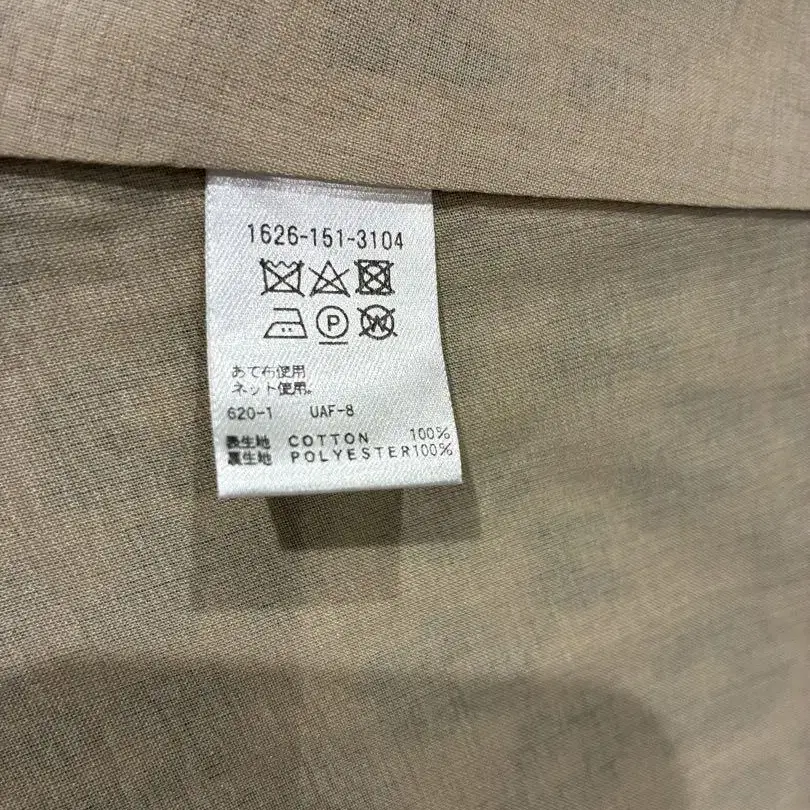 1626-151-3104
P W
あて布使用
ネット使用。
620-1 UAF-8
表生地 COTTON 100%
裏生地 POLYESTER100%